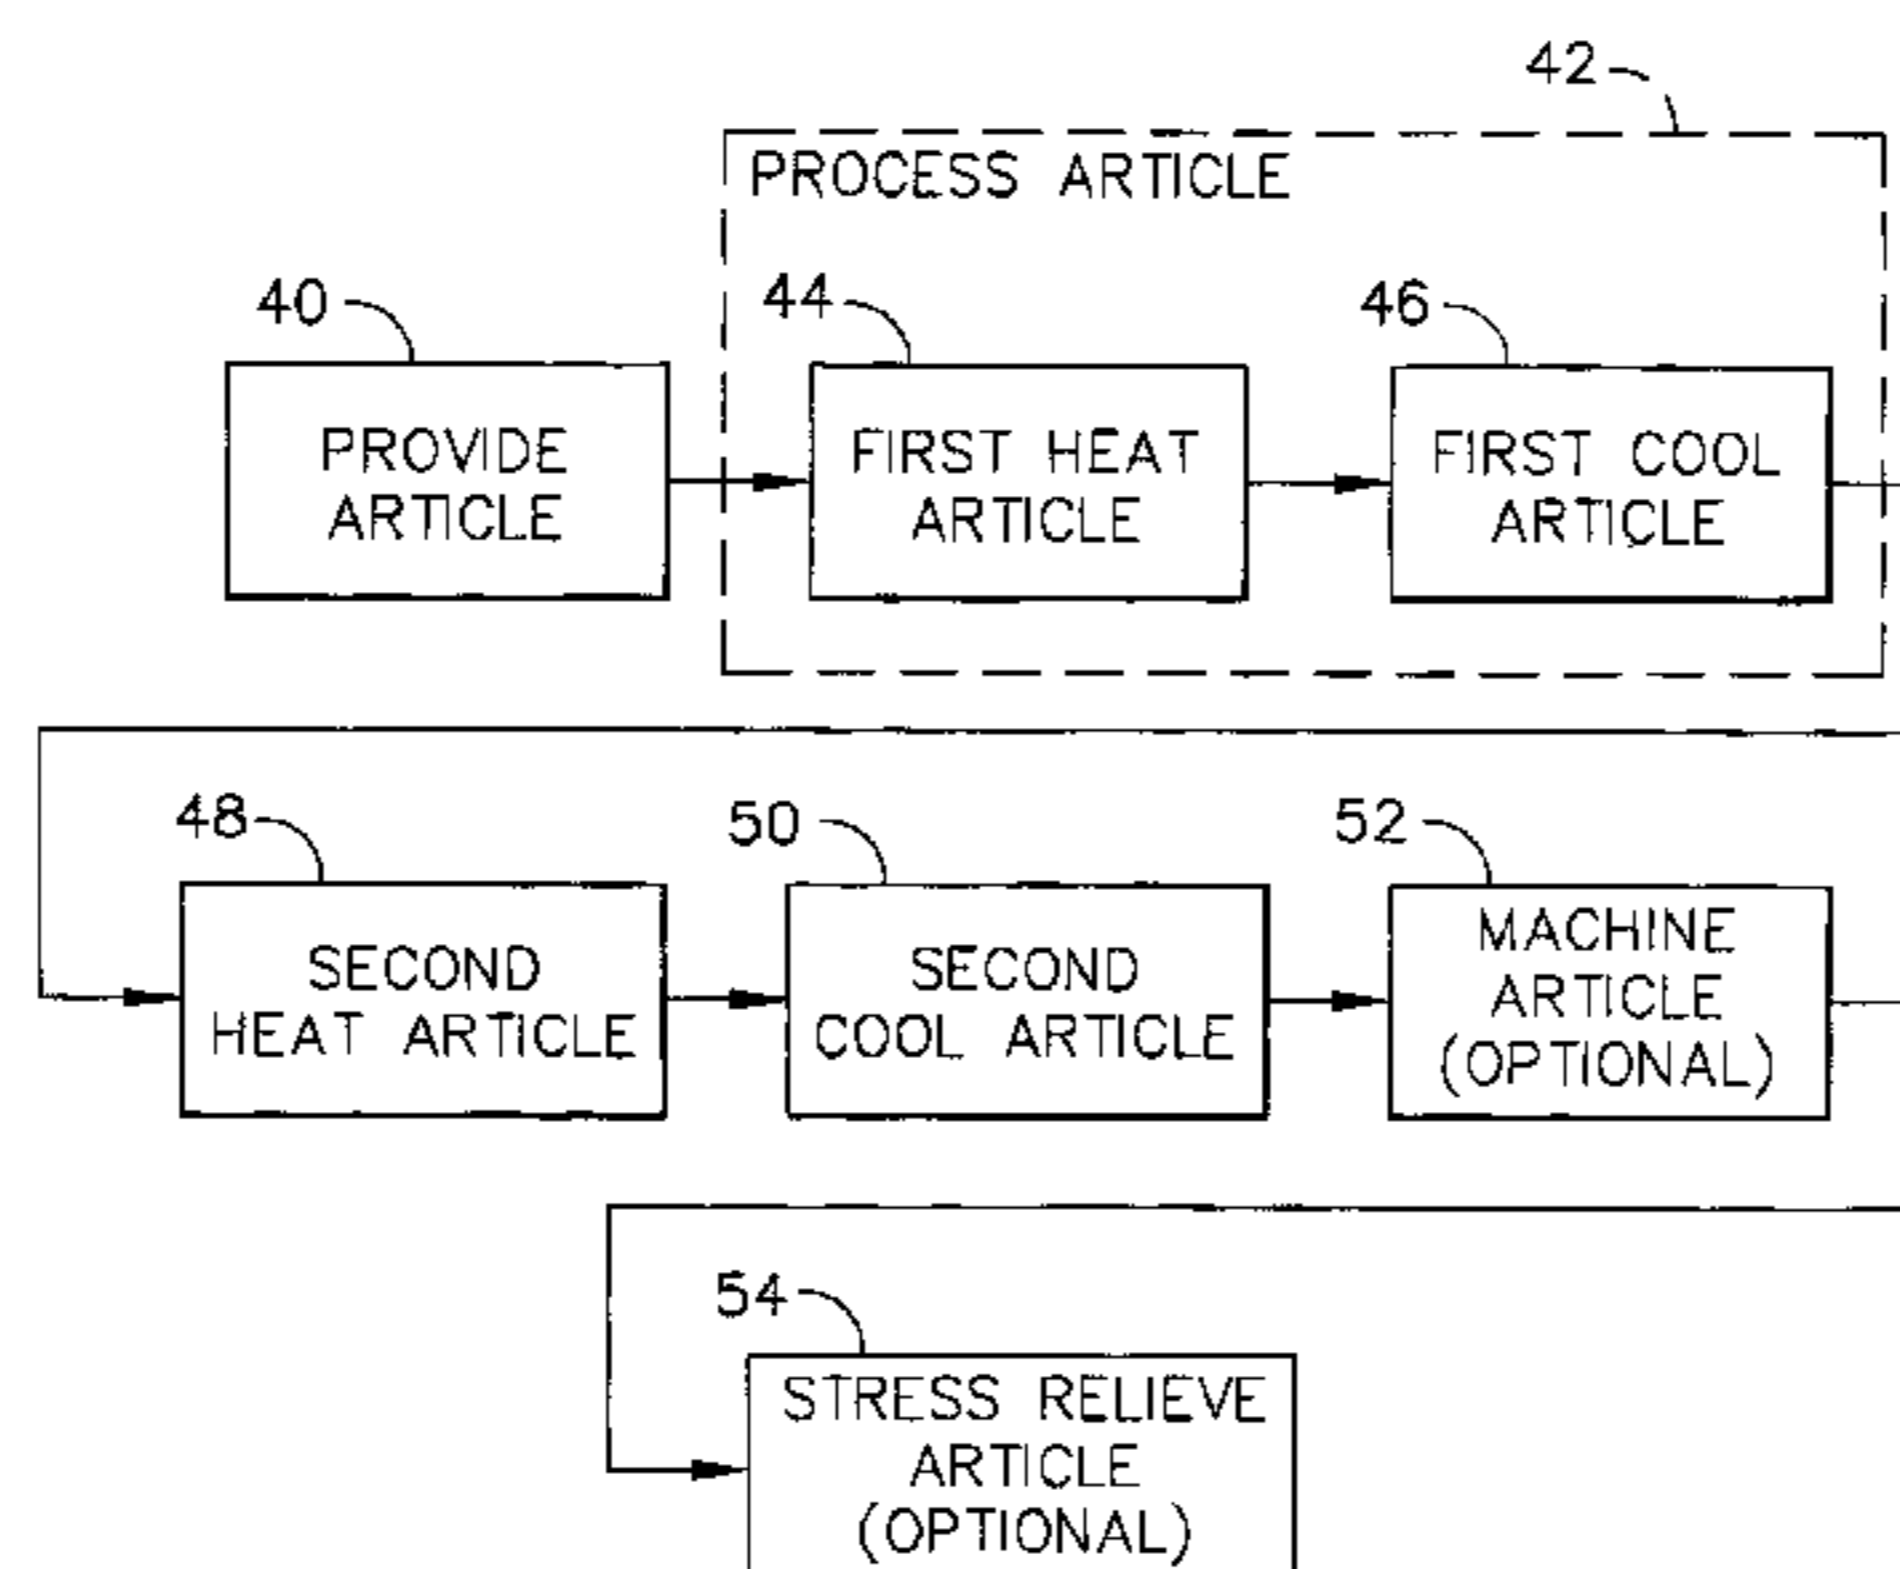 42
PROCESS ARTICLE
40
44
46
PROVIDE
ARTICLE
FIRST HEAT
ARTICLE
FIRST COOL
ARTICLE
48
50
52
SECOND
HEAT ARTICLE
SECOND
COOL ARTICLE
MACHINE
ARTICLE
(OPTIONAL)
54
STRESS RELIEVE
ARTICLE
(OPTIONAL)